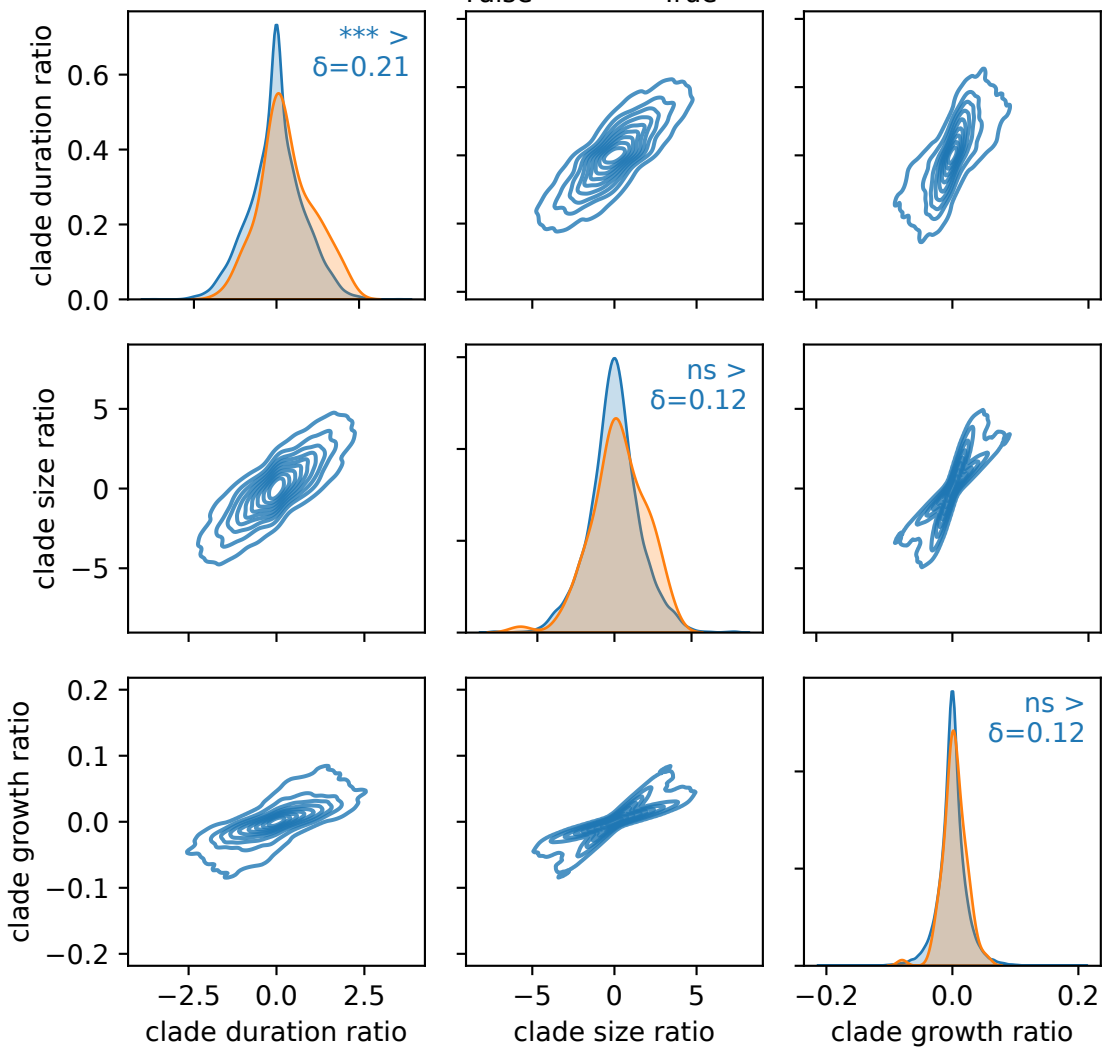 True
clade duration ratio
0.6
0.4
0.2
0.0
*** >
δ=0.21
clade size ratio
5
0
−5
ns >
δ=0.12
clade growth ratio
0.2
0.1
0.0
−0.1
−0.2
ns >
δ=0.12
−2.5 0.0 2.5
−5 0 5
−0.2 0.0 0.2
clade duration ratio
clade size ratio
clade growth ratio